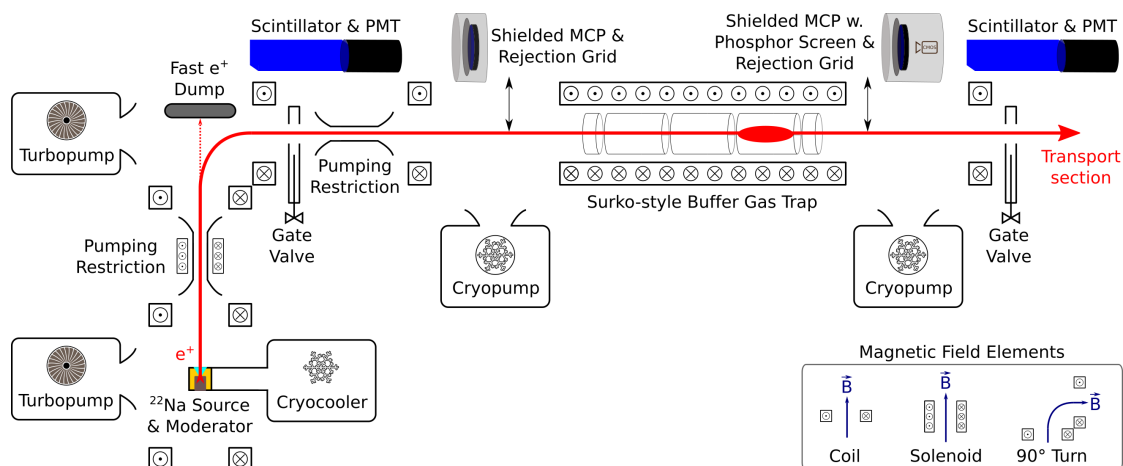 Scintillator & PMT
Shielded MCP &
Rejection Grid
Shielded MCP w.
Phosphor Screen &
Rejection Grid
CMOS
Scintillator & PMT
Fast e⁺
Dump
Turbopump
Pumping
Restriction
Transport
section
Surko-style Buffer Gas Trap
Gate
Valve
Pumping
Restriction
Cryopump
Cryopump
Gate
Valve
e⁺
Turbopump
²²Na Source
& Moderator
Cryocooler
Magnetic Field Elements
B⃗
B⃗
B⃗
Coil
Solenoid
90° Turn